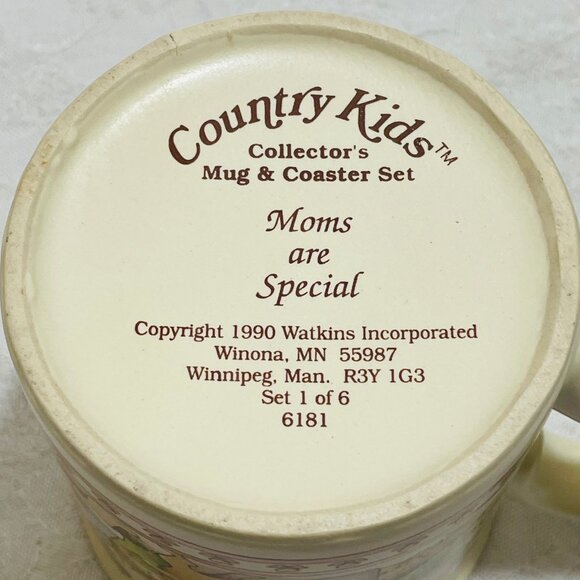 Country Kids™
Collector's
Mug & Coaster Set
Moms
are
Special
Copyright 1990 Watkins Incorporated
Winona, MN 55987
Winnipeg, Man. R3Y 1G3
Set 1 of 6
6181